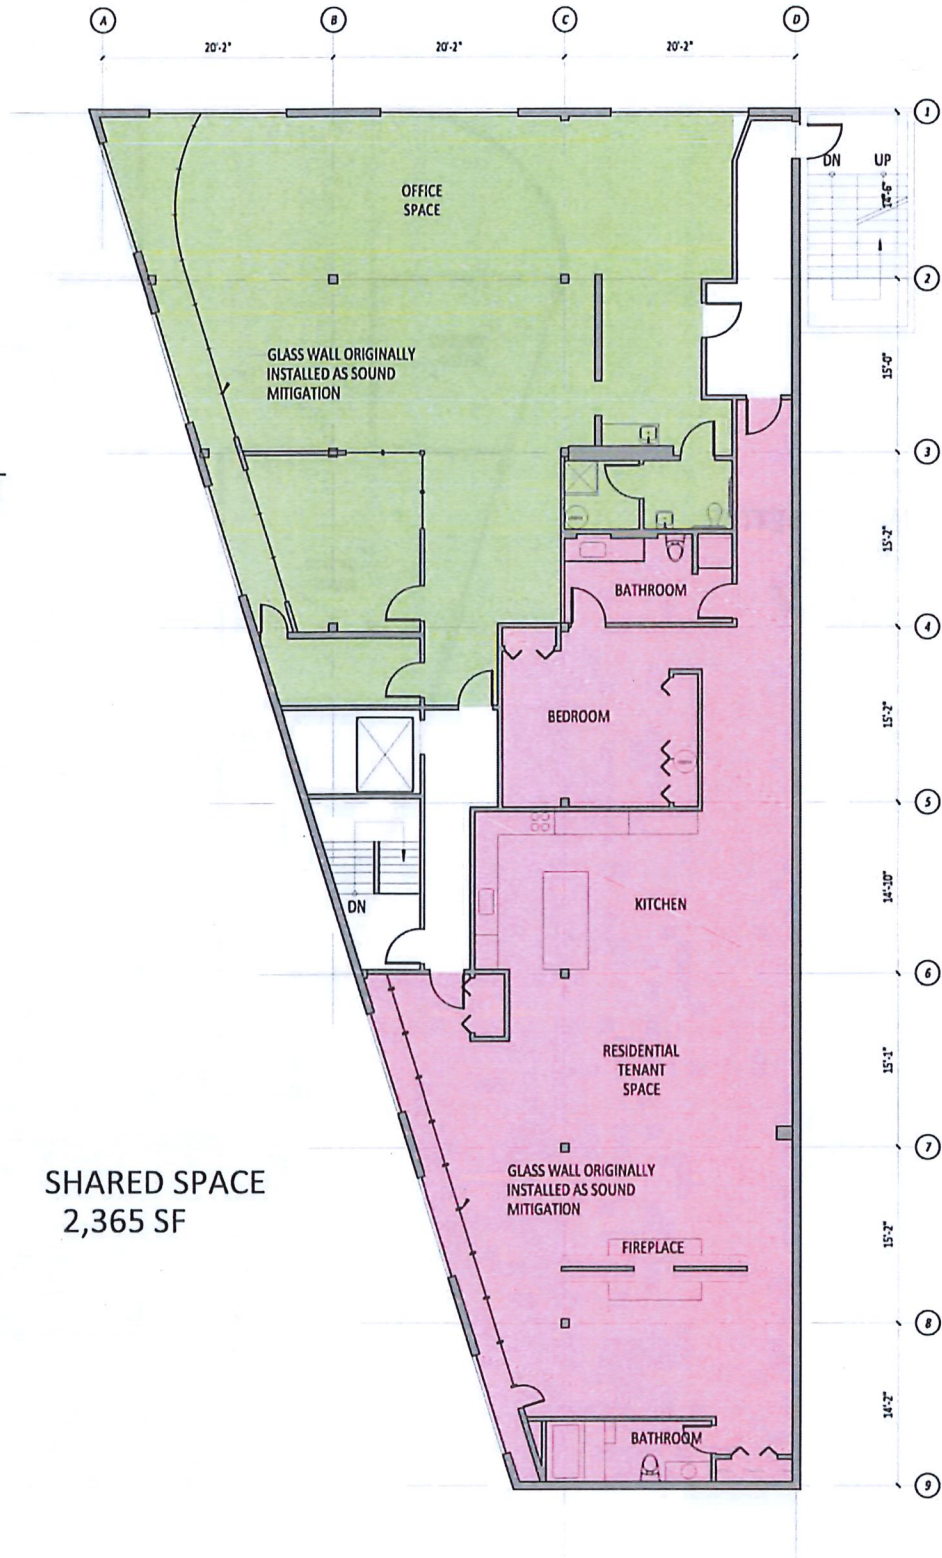 A
B
C
D
20'-2"
20'-2"
20'-2"
1
DN
UP
14'-6"
OFFICE
SPACE
2
GLASS WALL ORIGINALLY
INSTALLED AS SOUND
MITIGATION
15'-0"
3
15'-2"
BATHROOM
4
BEDROOM
15'-2"
5
KITCHEN
14'-10"
DN
6
RESIDENTIAL
TENANT
SPACE
15'-1"
7
GLASS WALL ORIGINALLY
INSTALLED AS SOUND
MITIGATION
SHARED SPACE
2,365 SF
15'-2"
FIREPLACE
8
14'-2"
BATHROOM
9